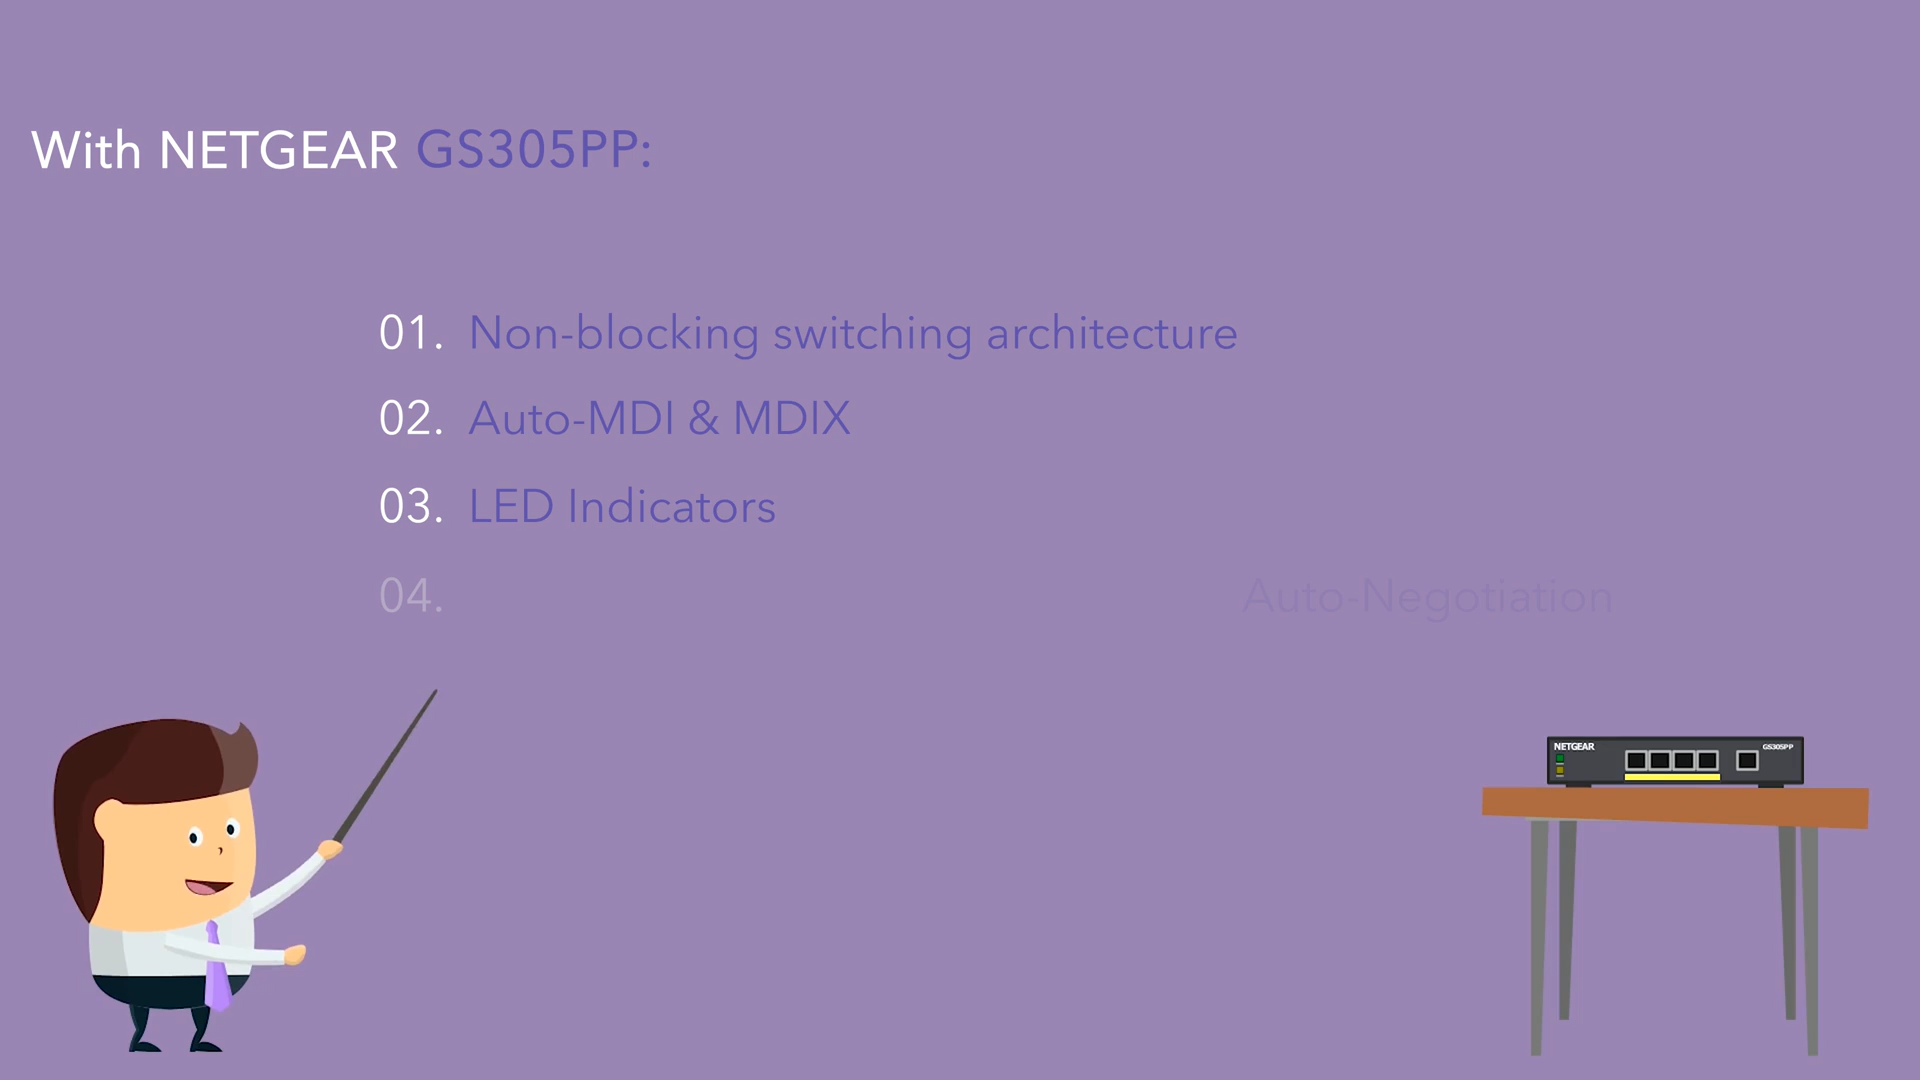 With NETGEAR GS305PP:
01. Non-blocking switching architecture
02. Auto-MDI & MDIX
03. LED Indicators
04. Auto-Negotiation
NETGEAR
GS305PP